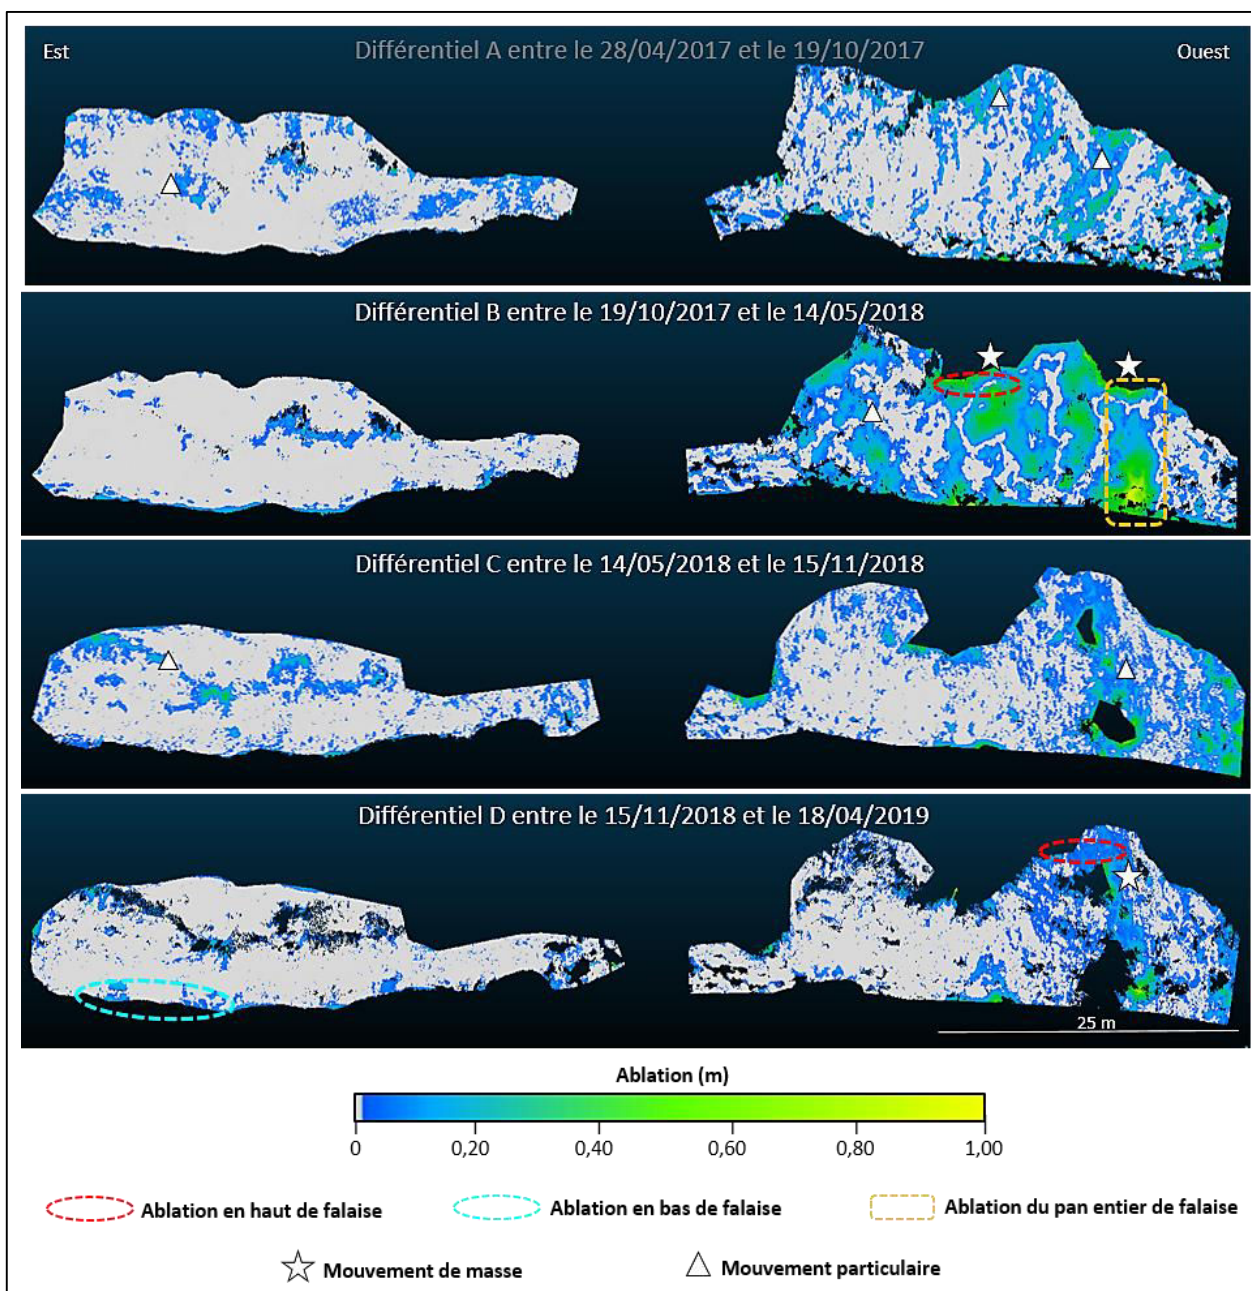 Est
Différentiel A entre le 28/04/2017 et le 19/10/2017
Ouest
Différentiel B entre le 19/10/2017 et le 14/05/2018
Différentiel C entre le 14/05/2018 et le 15/11/2018
Différentiel D entre le 15/11/2018 et le 18/04/2019
25 m
Ablation (m)
0 0,20 0,40 0,60 0,80 1,00
Ablation en haut de falaise
Ablation en bas de falaise
Ablation du pan entier de falaise
Mouvement de masse
Mouvement particulaire